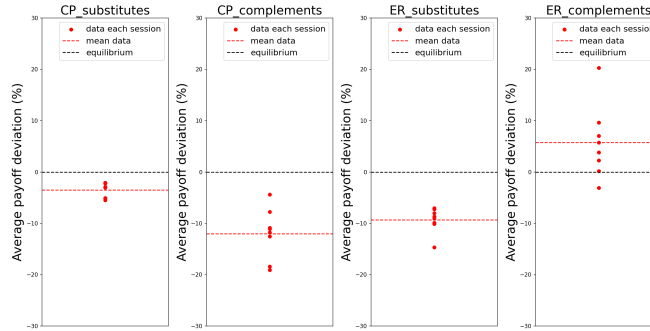 CP_substitutes
Average payoff deviation (%)
30
20
10
0
−10
−20
−30
data each session
mean data
equilibrium
CP_complements
Average payoff deviation (%)
30
20
10
0
−10
−20
−30
data each session
mean data
equilibrium
ER_substitutes
Average payoff deviation (%)
30
20
10
0
−10
−20
−30
data each session
mean data
equilibrium
ER_complements
Average payoff deviation (%)
30
20
10
0
−10
−20
−30
data each session
mean data
equilibrium